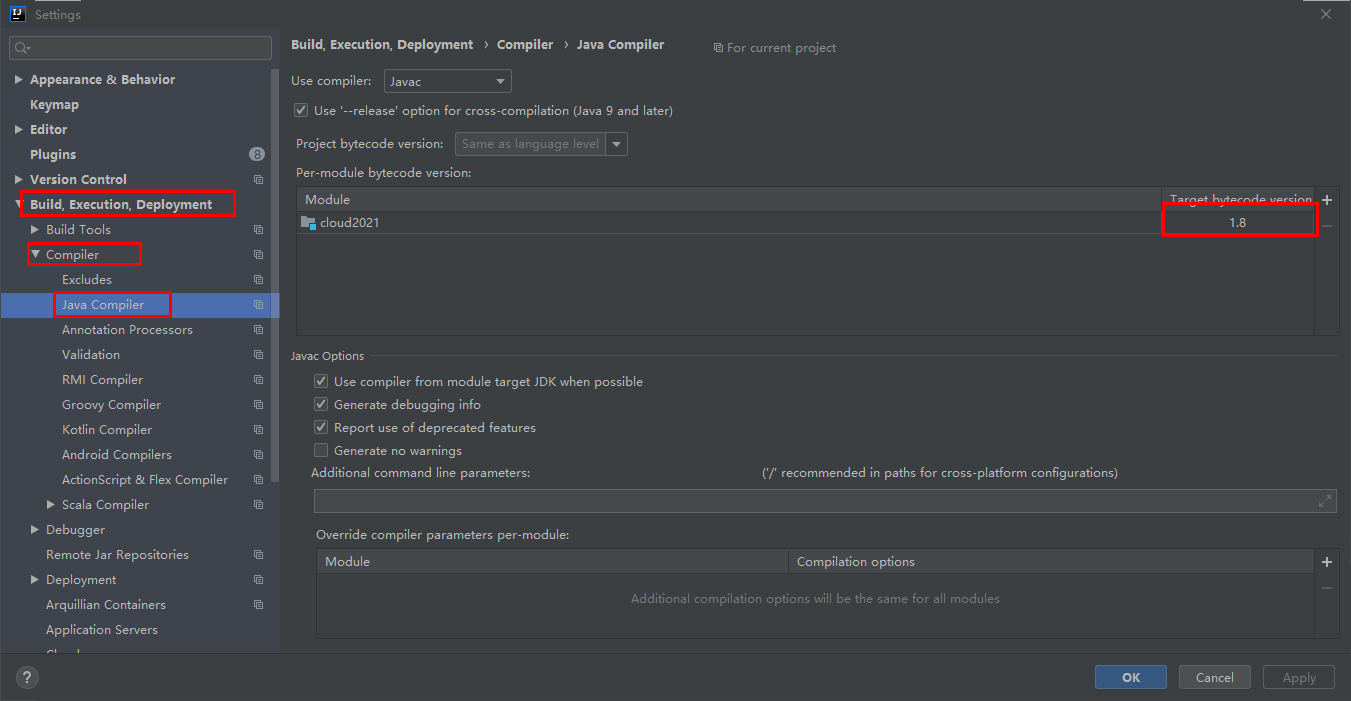 IJ Settings
Build, Execution, Deployment › Compiler › Java Compiler
For current project
Appearance & Behavior
Keymap
Editor
Plugins 8
Version Control
Build, Execution, Deployment
Build Tools
Compiler
Excludes
Java Compiler
Annotation Processors
Validation
RMI Compiler
Groovy Compiler
Kotlin Compiler
Android Compilers
ActionScript & Flex Compiler
Scala Compiler
Debugger
Remote Jar Repositories
Deployment
Arquillian Containers
Application Servers
Use compiler: Javac
Use '--release' option for cross-compilation (Java 9 and later)
Project bytecode version: Same as language level
Per-module bytecode version:
Module Target bytecode version
cloud2021 1.8
Javac Options
Use compiler from module target JDK when possible
Generate debugging info
Report use of deprecated features
Generate no warnings
Additional command line parameters: ('/' recommended in paths for cross-platform configurations)
Override compiler parameters per-module:
Module Compilation options
Additional compilation options will be the same for all modules
? OK Cancel Apply